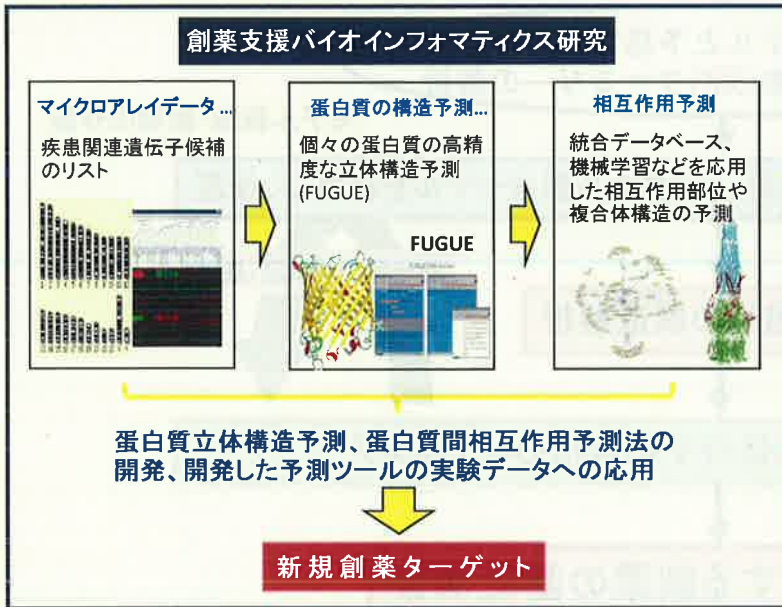 創薬支援バイオインフォマティクス研究
マイクロアレイデータ...
疾患関連遺伝子候補
のリスト
蛋白質の構造予測...
個々の蛋白質の高精
度な立体構造予測
(FUGUE)
FUGUE
相互作用予測
統合データベース、
機械学習などを応用
した相互作用部位や
複合体構造の予測
蛋白質立体構造予測、蛋白質間相互作用予測法の
開発、開発した予測ツールの実験データへの応用
新規創薬ターゲット